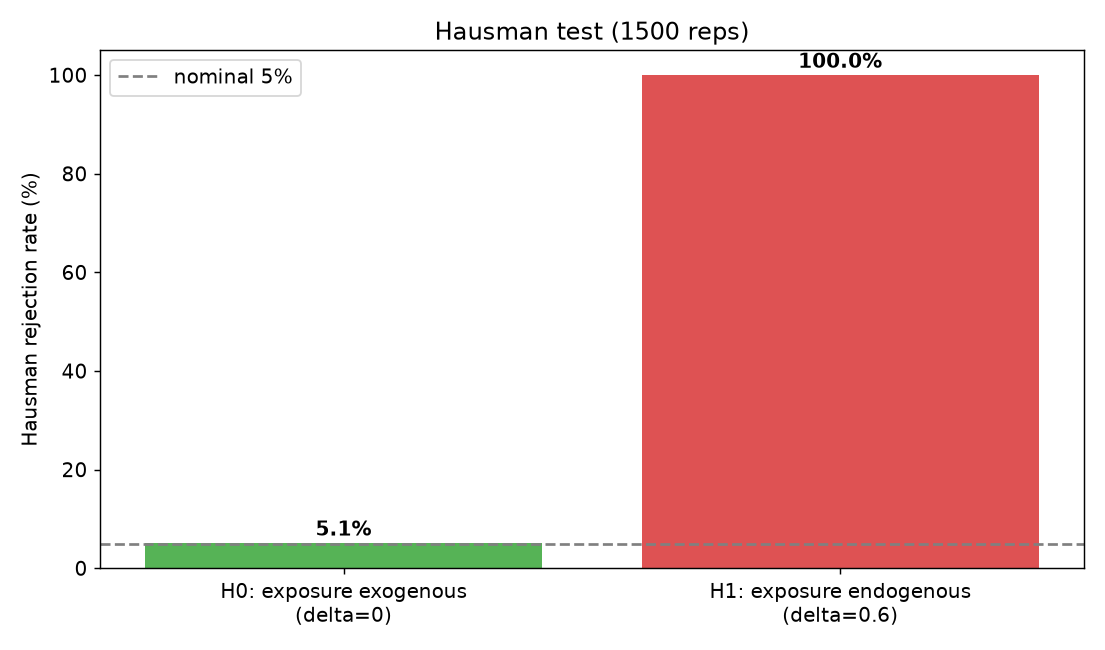 Hausman test (1500 reps)
nominal 5%
100.0%
5.1%
Hausman rejection rate (%)
100
80
60
40
20
0
H0: exposure exogenous
(delta=0)
H1: exposure endogenous
(delta=0.6)